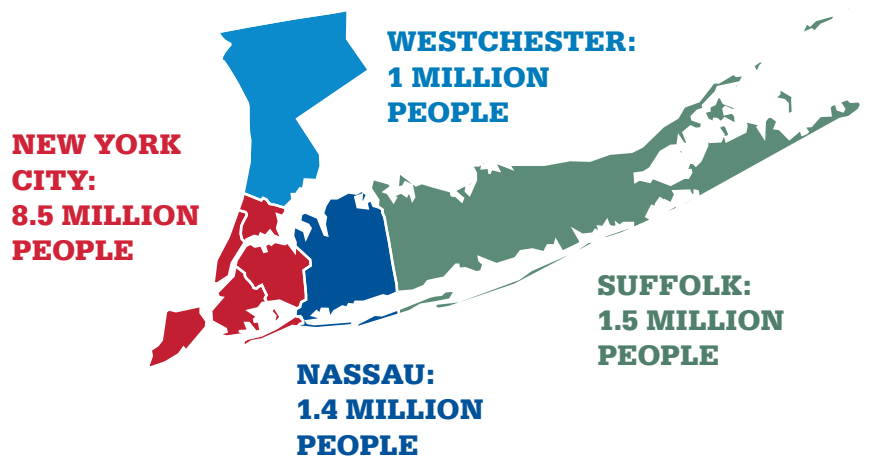 WESTCHESTER:
1 MILLION
PEOPLE
NEW YORK
CITY:
8.5 MILLION
PEOPLE
SUFFOLK:
1.5 MILLION
PEOPLE
NASSAU:
1.4 MILLION
PEOPLE